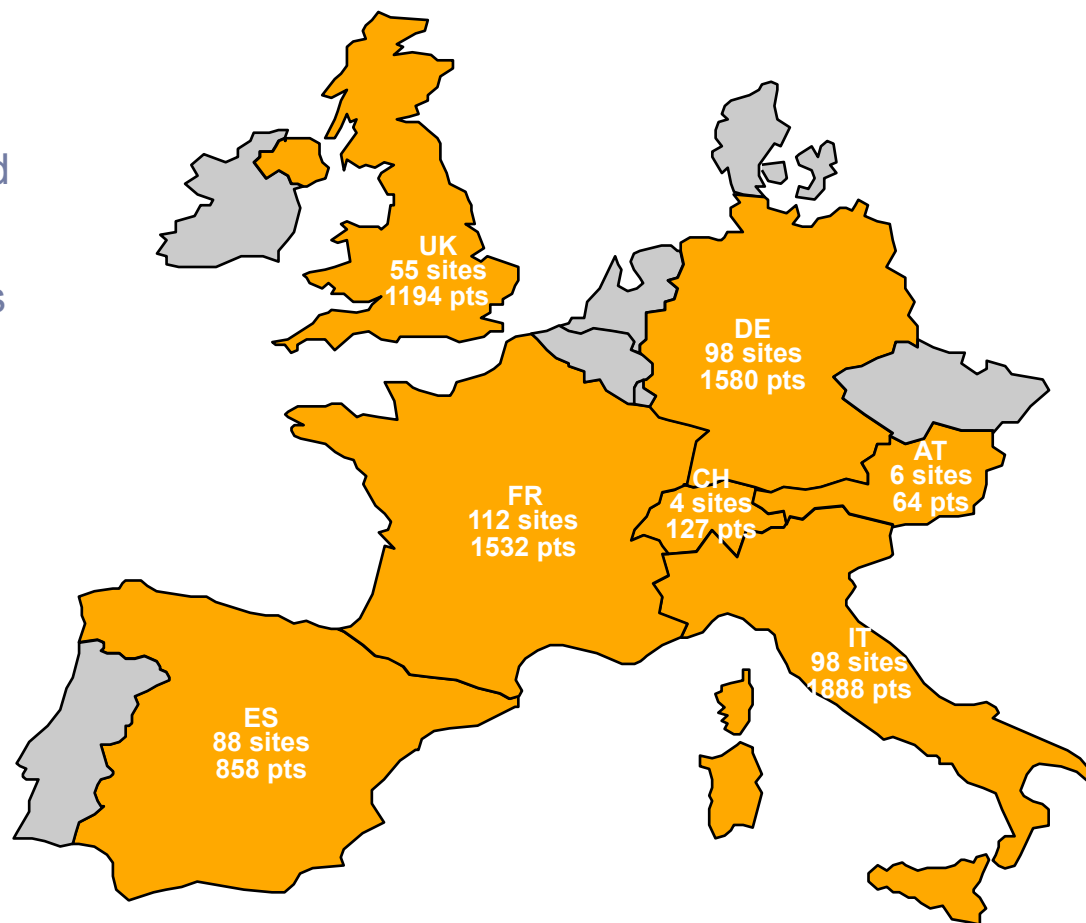 d
s
UK
55 sites
1194 pts
DE
98 sites
1580 pts
AT
6 sites
64 pts
CH
4 sites
127 pts
FR
112 sites
1532 pts
IT
98 sites
1888 pts
ES
88 sites
858 pts